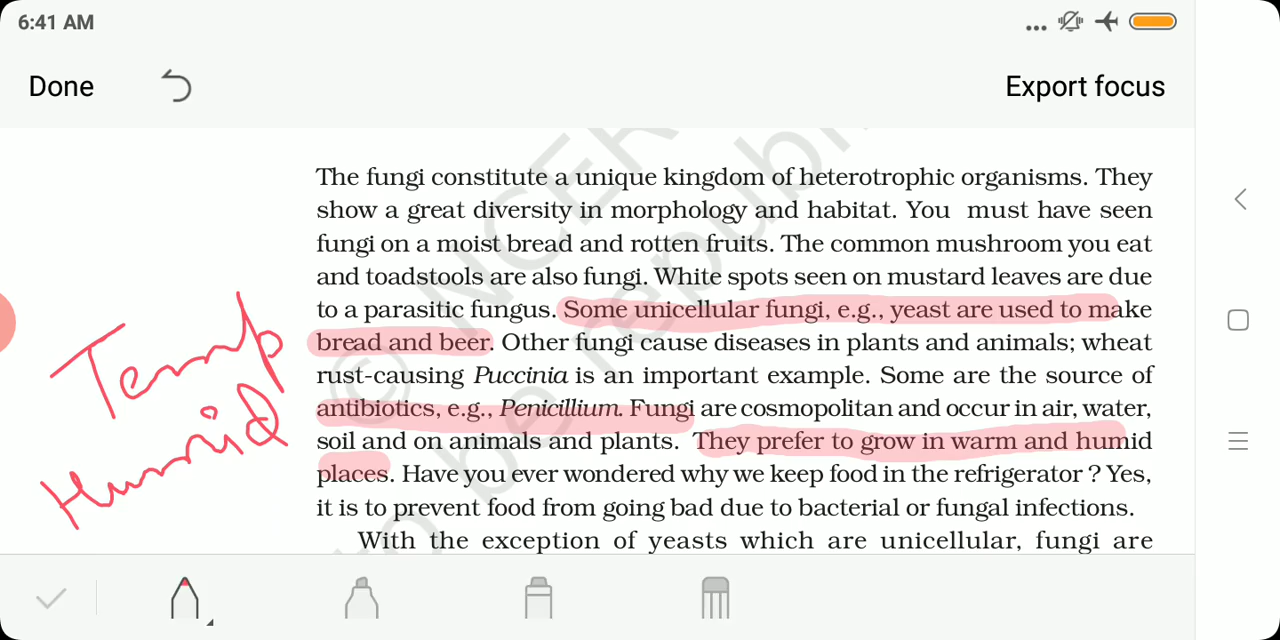 6:41 AM
Done
Export focus
The fungi constitute a unique kingdom of heterotrophic organisms. They
show a great diversity in morphology and habitat. You must have seen
fungi on a moist bread and rotten fruits. The common mushroom you eat
and toadstools are also fungi. White spots seen on mustard leaves are due
to a parasitic fungus. Some unicellular fungi, e.g., yeast are used to make
bread and beer. Other fungi cause diseases in plants and animals; wheat
rust-causing Puccinia is an important example. Some are the source of
antibiotics, e.g., Penicillium. Fungi are cosmopolitan and occur in air, water,
soil and on animals and plants. They prefer to grow in warm and humid
places. Have you ever wondered why we keep food in the refrigerator ? Yes,
it is to prevent food from going bad due to bacterial or fungal infections.
With the exception of yeasts which are unicellular, fungi are
Temp
Humid
© NCER
to be republi